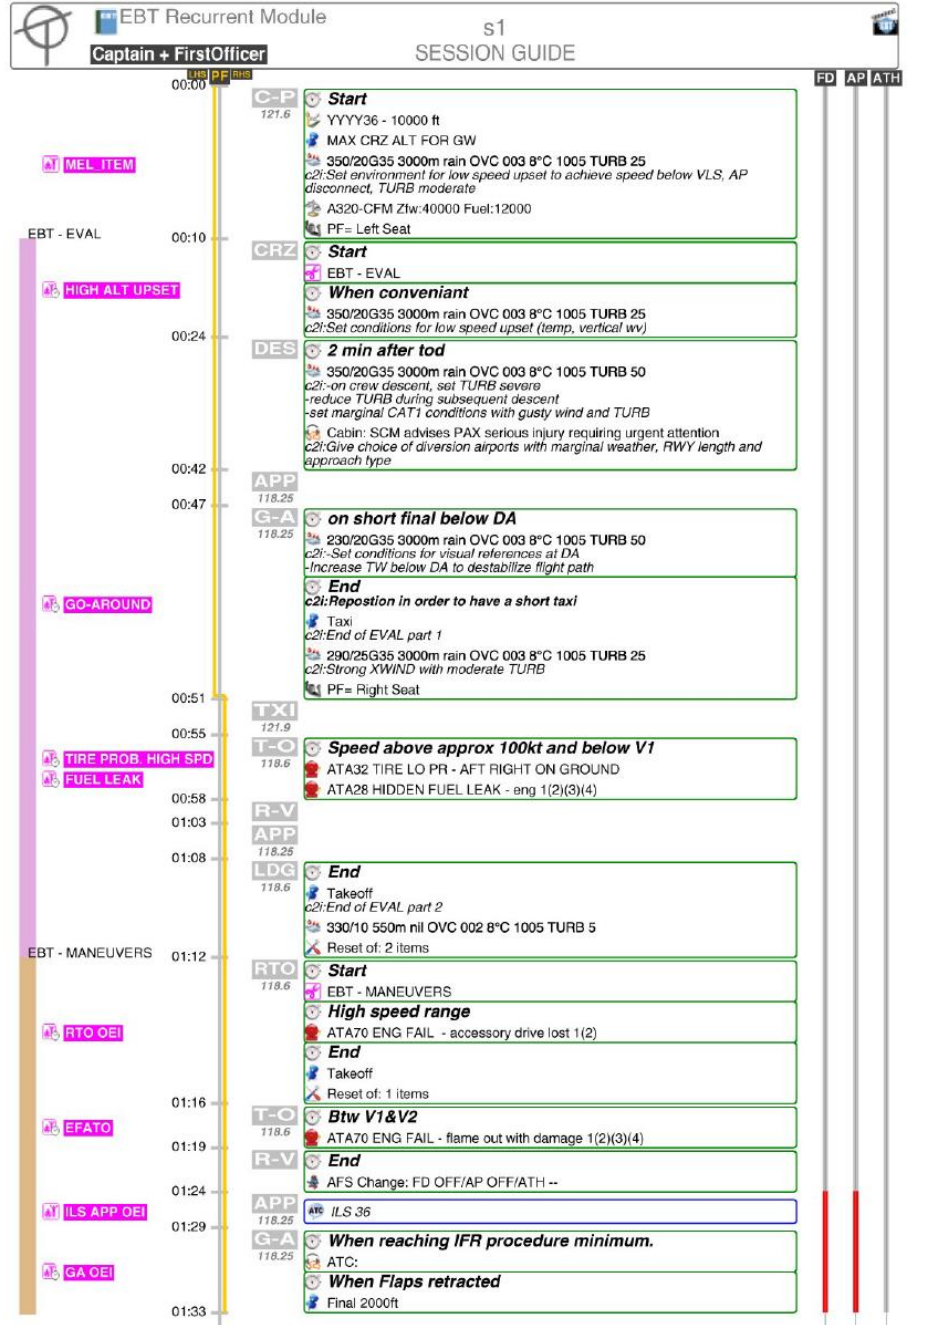 EBT Recurrent Module
s1
Captain + FirstOfficer
SESSION GUIDE
LHS PF RHS
FD AP ATH
00:00
C-P
121.6
Start
YYYY36 - 10000 ft
MAX CRZ ALT FOR GW
MEL_ITEM
350/20G35 3000m rain OVC 003 8°C 1005 TURB 25
c2i:Set environment for low speed upset to achieve speed below VLS, AP
disconnect, TURB moderate
A320-CFM Zfw:40000 Fuel:12000
PF= Left Seat
EBT - EVAL
00:10
CRZ
Start
EBT - EVAL
HIGH ALT UPSET
When conveniant
350/20G35 3000m rain OVC 003 8°C 1005 TURB 25
c2i:Set conditions for low speed upset (temp, vertical wv)
00:24
DES
2 min after tod
350/20G35 3000m rain OVC 003 8°C 1005 TURB 50
c2i:-on crew descent, set TURB severe
-reduce TURB during subsequent descent
-set marginal CAT1 conditions with gusty wind and TURB
Cabin: SCM advises PAX serious injury requiring urgent attention
c2i:Give choice of diversion airports with marginal weather, RWY length and
approach type
00:42
APP
118.25
00:47
G-A
118.25
on short final below DA
230/20G35 3000m rain OVC 003 8°C 1005 TURB 50
c2i:-Set conditions for visual references at DA
-Increase TW below DA to destabilize flight path
End
c2i:Repostion in order to have a short taxi
GO-AROUND
Taxi
c2i:End of EVAL part 1
290/25G35 3000m rain OVC 003 8°C 1005 TURB 25
c2i:Strong XWIND with moderate TURB
PF= Right Seat
00:51
TXI
121.9
00:55
T-O
118.6
Speed above approx 100kt and below V1
TIRE PROB. HIGH SPD
ATA32 TIRE LO PR - AFT RIGHT ON GROUND
FUEL LEAK
ATA28 HIDDEN FUEL LEAK - eng 1(2)(3)(4)
00:58
R-V
01:03
APP
118.25
01:08
LDG
118.6
End
Takeoff
c2i:End of EVAL part 2
330/10 550m nil OVC 002 8°C 1005 TURB 5
Reset of: 2 items
EBT - MANEUVERS
01:12
RTO
118.6
Start
EBT - MANEUVERS
High speed range
RTO OEI
ATA70 ENG FAIL - accessory drive lost 1(2)
End
Takeoff
Reset of: 1 items
01:16
T-O
118.6
Btw V1&V2
EFATO
ATA70 ENG FAIL - flame out with damage 1(2)(3)(4)
01:19
R-V
End
AFS Change: FD OFF/AP OFF/ATH --
01:24
APP
118.25
ILS APP OEI
ATC
ILS 36
01:29
G-A
118.25
When reaching IFR procedure minimum.
ATC:
GA OEI
When Flaps retracted
Final 2000ft
01:33